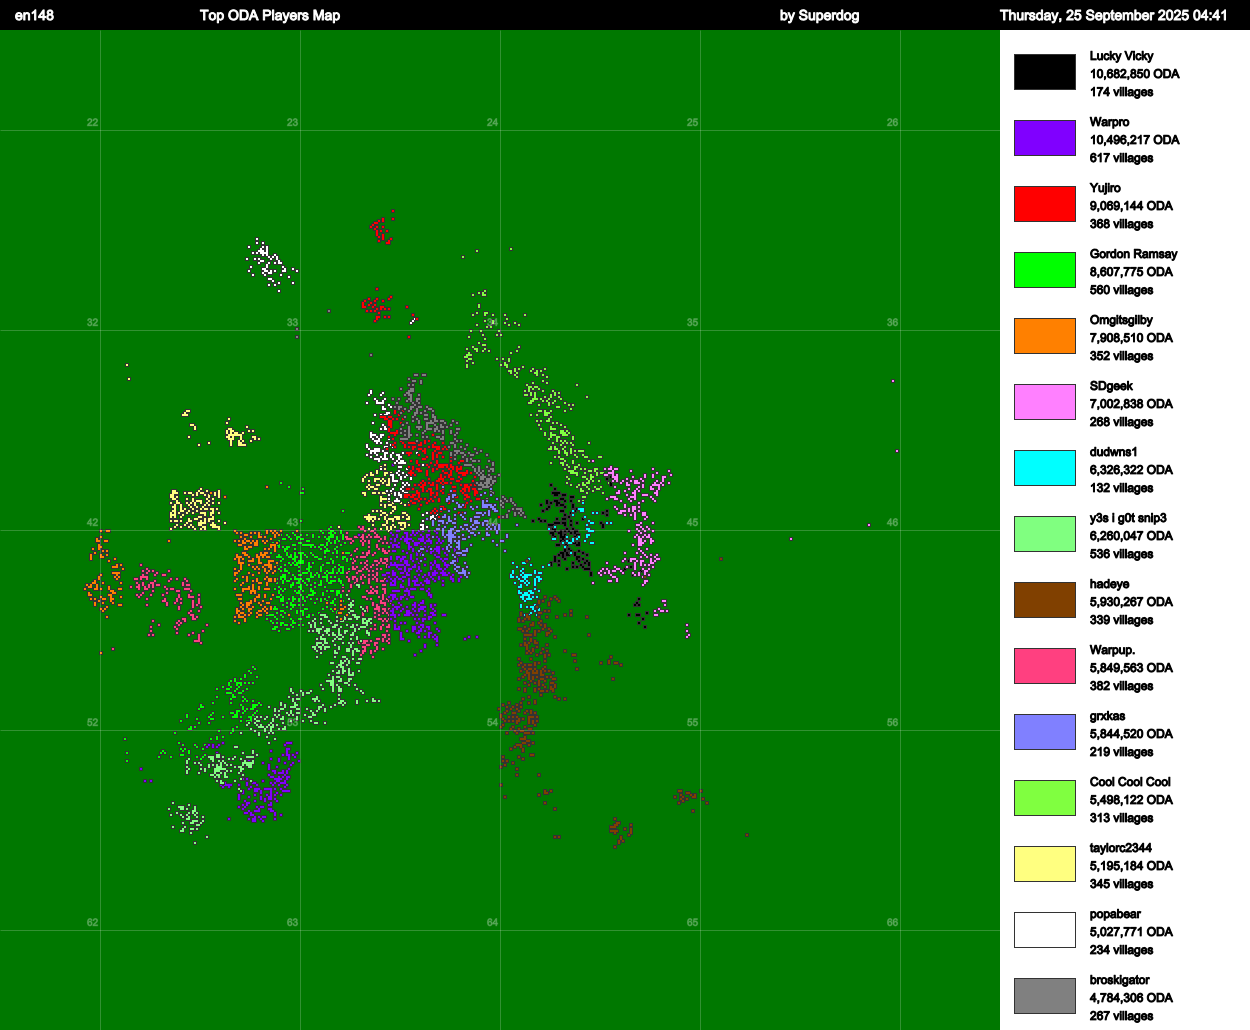 en148 Top ODA Players Map by Superdog Thursday, 25 September 2025 04:41
Lucky Vicky
10,682,850 ODA
174 villages
Warpro
10,496,217 ODA
617 villages
Yujiro
9,069,144 ODA
368 villages
Gordon Ramsay
8,607,775 ODA
560 villages
Omgitsgilby
7,908,510 ODA
352 villages
SDgeek
7,002,838 ODA
268 villages
dudwns1
6,326,322 ODA
132 villages
y3s i g0t snip3
6,260,047 ODA
536 villages
hadeye
5,930,267 ODA
339 villages
Warpup.
5,849,563 ODA
382 villages
grxkas
5,844,520 ODA
219 villages
Cool Cool Cool
5,498,122 ODA
313 villages
taylorc2344
5,195,184 ODA
345 villages
popabear
5,027,771 ODA
234 villages
broskigator
4,784,306 ODA
267 villages
22 23 24 25 26
32 33 34 35 36
42 43 45 46
52 53 54 55 56
62 63 64 65 66